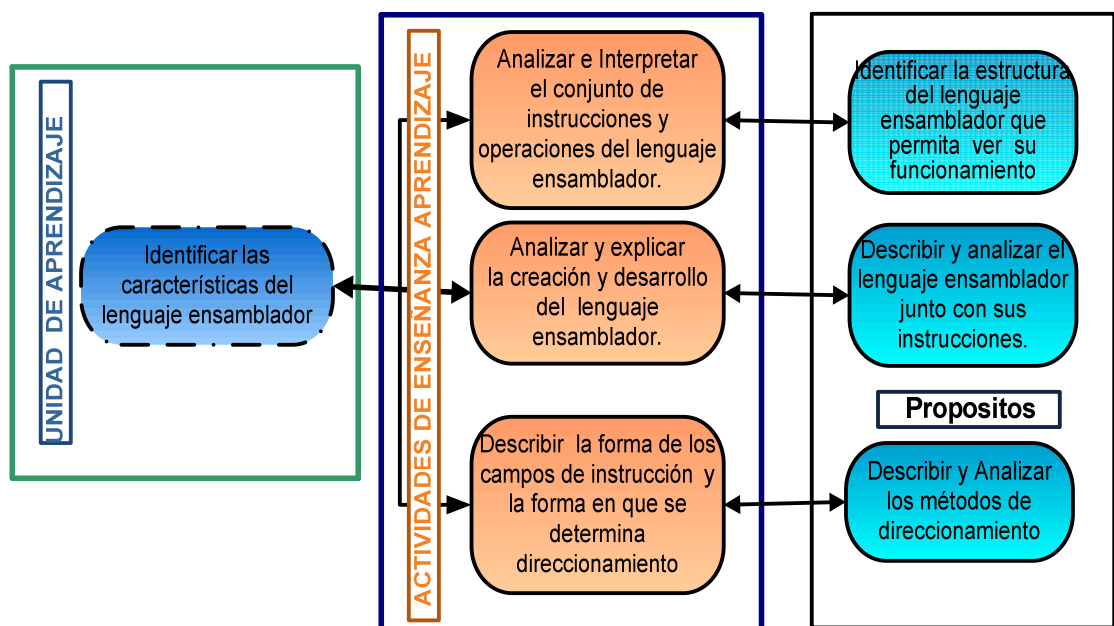 UNIDAD DE APRENDIZAJE
Identificar las
características del
lenguaje ensamblador
ACTIVIDADES DE ENSEÑANZA APRENDIZAJE
Analizar e Interpretar
el conjunto de
instrucciones y
operaciones del lenguaje
ensamblador.
Analizar y explicar
la creación y desarrollo
del lenguaje
ensamblador.
Describir la forma de los
campos de instrucción y
la forma en que se
determina
direccionamiento
Identificar la estructura
del lenguaje
ensamblador que
permita ver su
funcionamiento
Describir y analizar el
lenguaje ensamblador
junto con sus
instrucciones.
Propositos
Describir y Analizar
los métodos de
direccionamiento